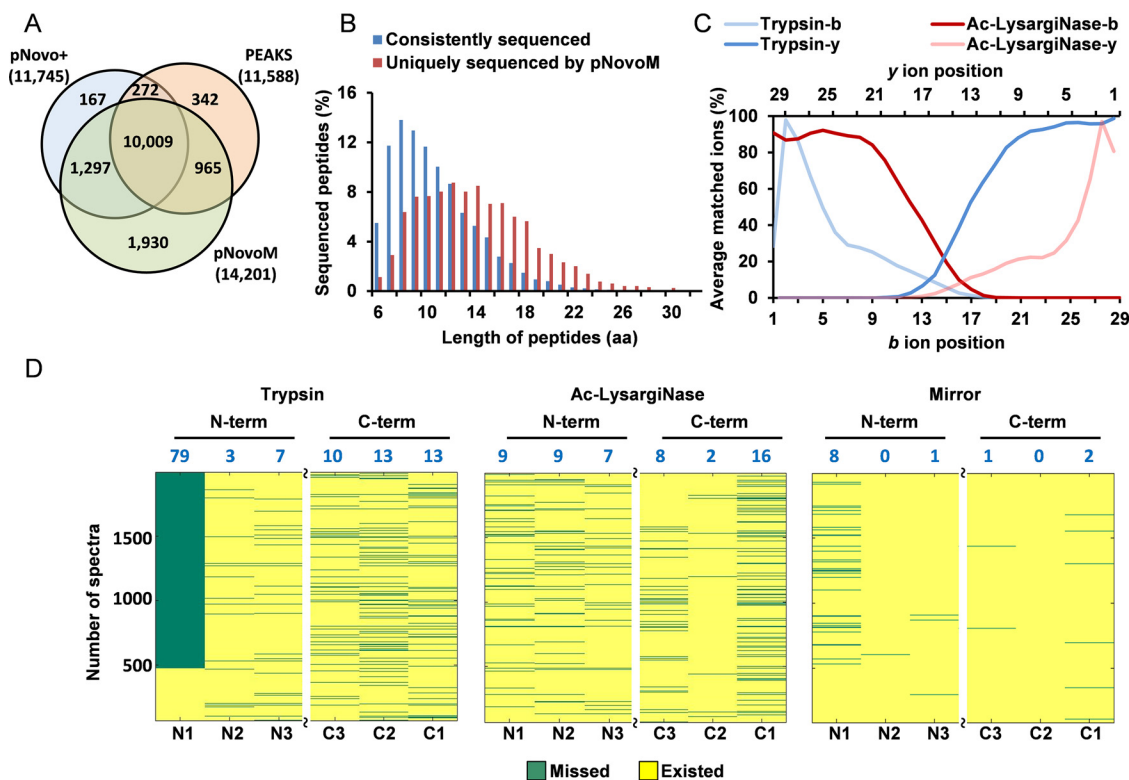 A
pNovo+
(11,745)
PEAKS
(11,588)
167
272
342
10,009
1,297
965
1,930
pNovoM
(14,201)
B
Consistently sequenced
Uniquely sequenced by pNovoM
Sequenced peptides (%)
16
12
8
4
0
6 10 14 18 22 26 30
Length of peptides (aa)
C
Trypsin-b Ac-LysargiNase-b
Trypsin-y Ac-LysargiNase-y
y ion position
29 25 21 17 13 9 5 1
Average matched ions (%)
100
80
60
40
20
0
1 5 9 13 17 21 25 29
b ion position
D
Trypsin Ac-LysargiNase Mirror
N-term C-term N-term C-term N-term C-term
79 3 7 10 13 13 9 9 7 8 2 16 8 0 1 1 0 2
Number of spectra
1500
1000
500
N1 N2 N3 C3 C2 C1 N1 N2 N3 C3 C2 C1 N1 N2 N3 C3 C2 C1
Missed Existed